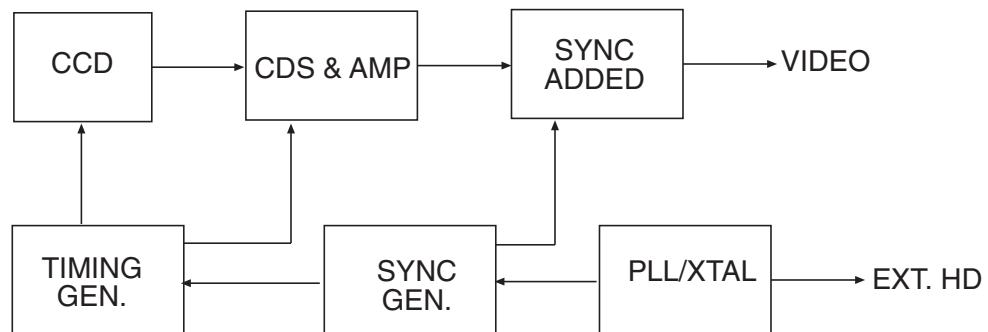 CCD
CDS & AMP
SYNC
ADDED
VIDEO
TIMING
GEN.
SYNC
GEN.
PLL/XTAL
EXT. HD